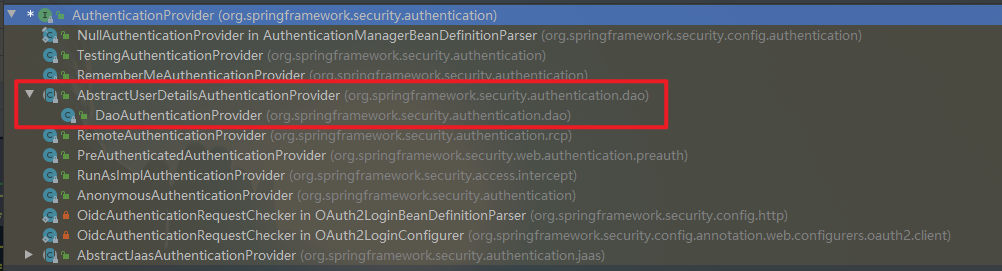 AuthenticationProvider (org.springframework.security.authentication)
NullAuthenticationProvider in AuthenticationManagerBeanDefinitionParser (org.springframework.security.config.authentication)
TestingAuthenticationProvider (org.springframework.security.authentication)
RememberMeAuthenticationProvider (org.springframework.security.authentication)
AbstractUserDetailsAuthenticationProvider (org.springframework.security.authentication.dao)
DaoAuthenticationProvider (org.springframework.security.authentication.dao)
RemoteAuthenticationProvider (org.springframework.security.authentication.rcp)
PreAuthenticatedAuthenticationProvider (org.springframework.security.web.authentication.preauth)
RunAsImplAuthenticationProvider (org.springframework.security.access.intercept)
AnonymousAuthenticationProvider (org.springframework.security.authentication)
OidcAuthenticationRequestChecker in OAuth2LoginBeanDefinitionParser (org.springframework.security.config.http)
OidcAuthenticationRequestChecker in OAuth2LoginConfigurer (org.springframework.security.config.annotation.web.configurers.oauth2.client)
AbstractJaasAuthenticationProvider (org.springframework.security.authentication.jaas)